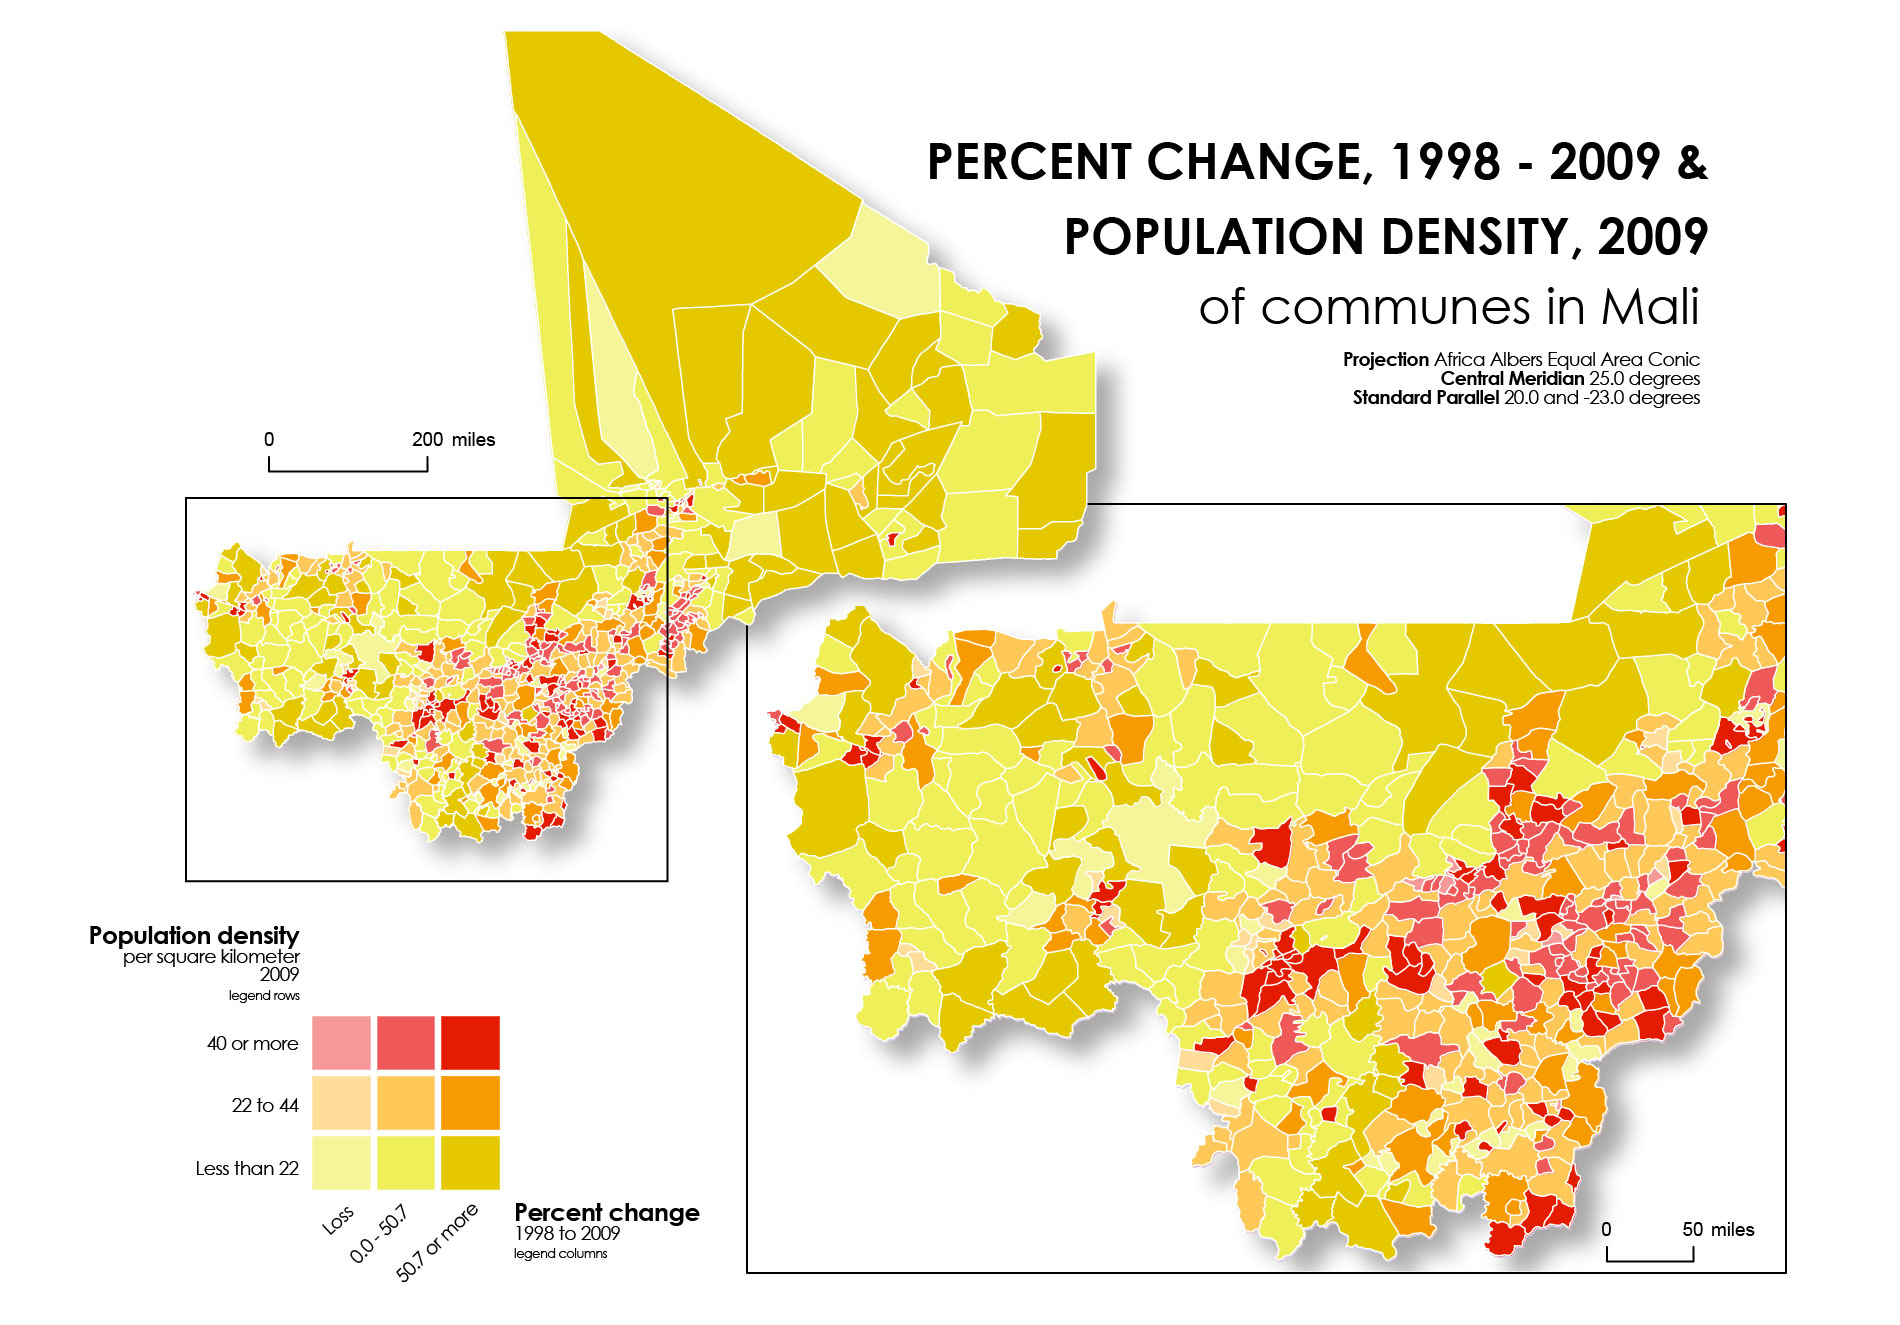 PERCENT CHANGE, 1998 - 2009 &
POPULATION DENSITY, 2009
of communes in Mali
Projection Africa Albers Equal Area Conic
Central Meridian 25.0 degrees
Standard Parallel 20.0 and -23.0 degrees
0 200 miles
Population density
per square kilometer
2009
legend rows
40 or more
22 to 44
Less than 22
Loss
0.0 - 50.7
50.7 or more
Percent change
1998 to 2009
legend columns
0 50 miles